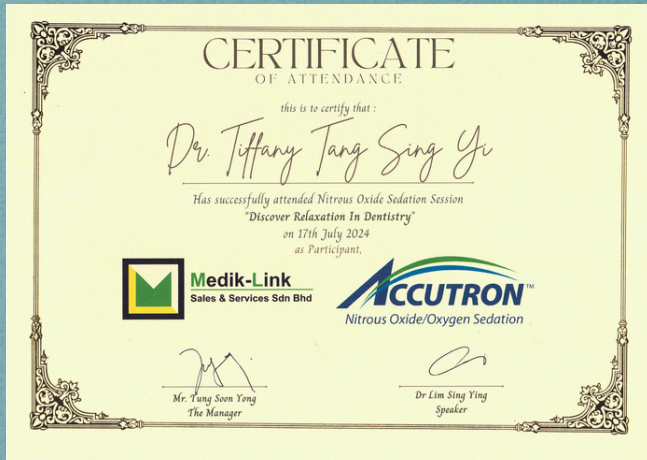 CERTIFICATE
OF ATTENDANCE
this is to certify that :
Dr. Tiffany Tang Sing Yi
Has successfully attended Nitrous Oxide Sedation Session
"Discover Relaxation In Dentistry"
on 17th July 2024
as Participant,
Medik-Link
Sales & Services Sdn Bhd
ACCUTRON™
Nitrous Oxide/Oxygen Sedation
Mr. Tung Soon Yong
The Manager
Dr Lim Sing Ying
Speaker